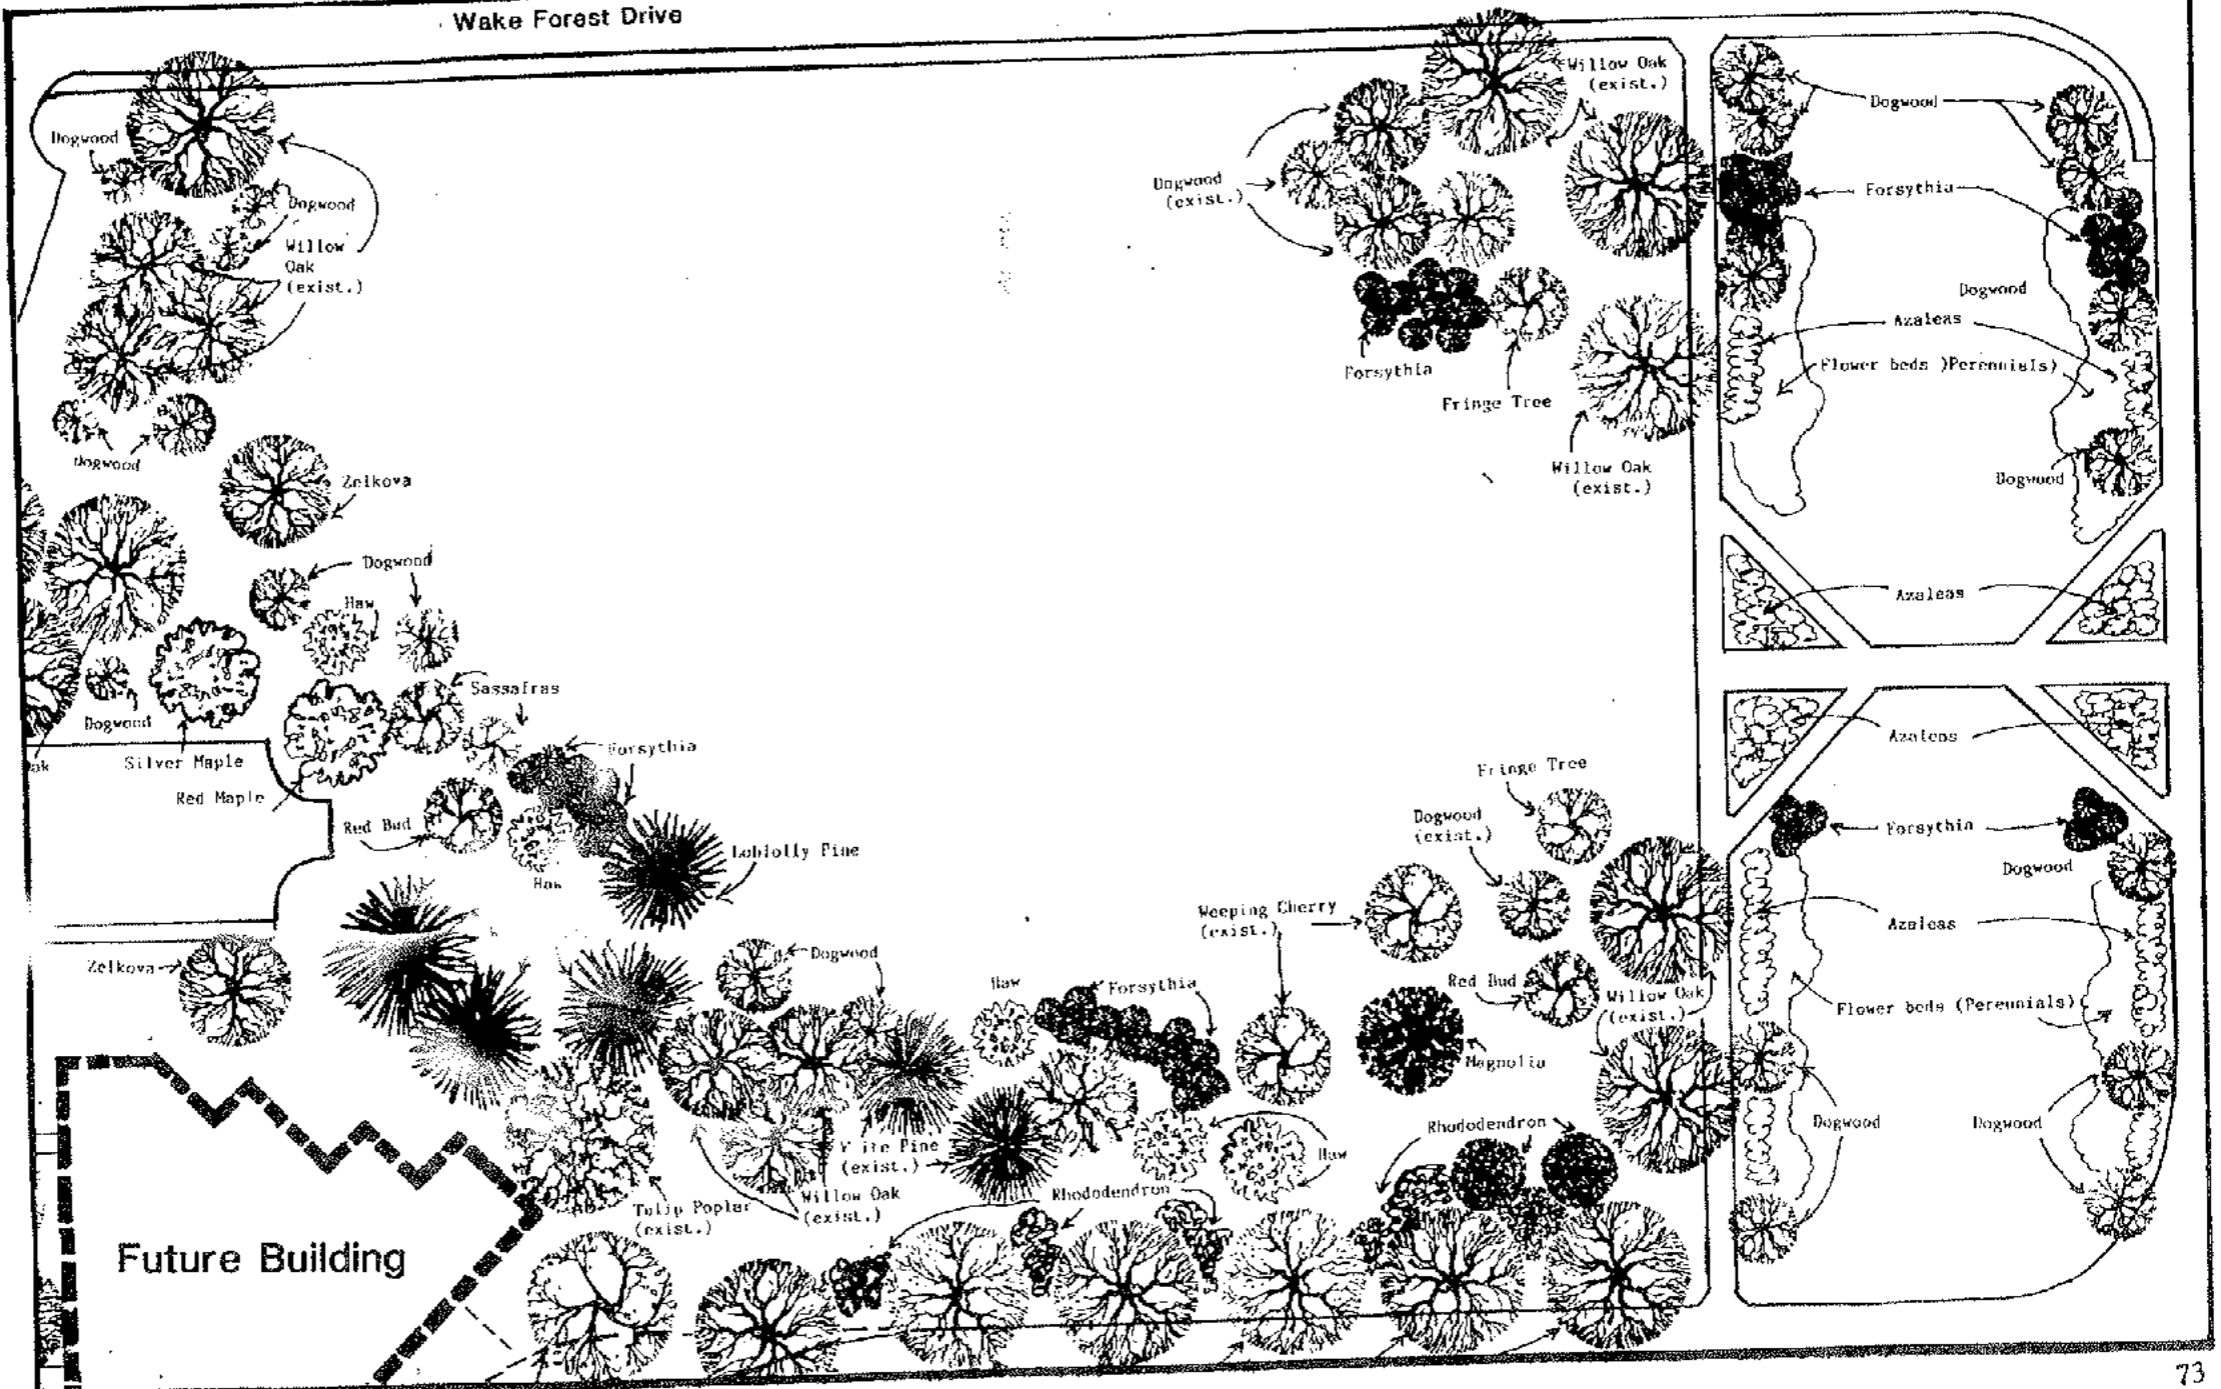 Wake Forest Drive
Willow Oak
(exist.)
Dogwood
Dogwood
Dogwood
(exist.)
Forsythia
Dogwood
Willow
Oak
(exist.)
Dogwood
Azaleas
Flower beds )Perennials)
Forsythia
Fringe Tree
Dogwood
Willow Oak
(exist.)
Dogwood
Zelkova
Dogwood
Haw
Azaleas
Sassafras
Dogwood
Silver Maple
Red Maple
Forsythia
Azaleas
Fringe Tree
Dogwood
(exist.)
Red Bud
Forsythia
Loblolly Pine
Haw
Dogwood
Weeping Cherry
(exist.)
Azaleas
Zelkova
Dogwood
Haw
Forsythia
Red Bud
Willow Oak
(exist.)
Flower beds (Perennials)
Magnolia
Rhododendron
Dogwood
Dogwood
Pine
(exist.)
Haw
Rhododendron
Willow Oak
(exist.)
Tulip Poplar
(exist.)
Future Building
73